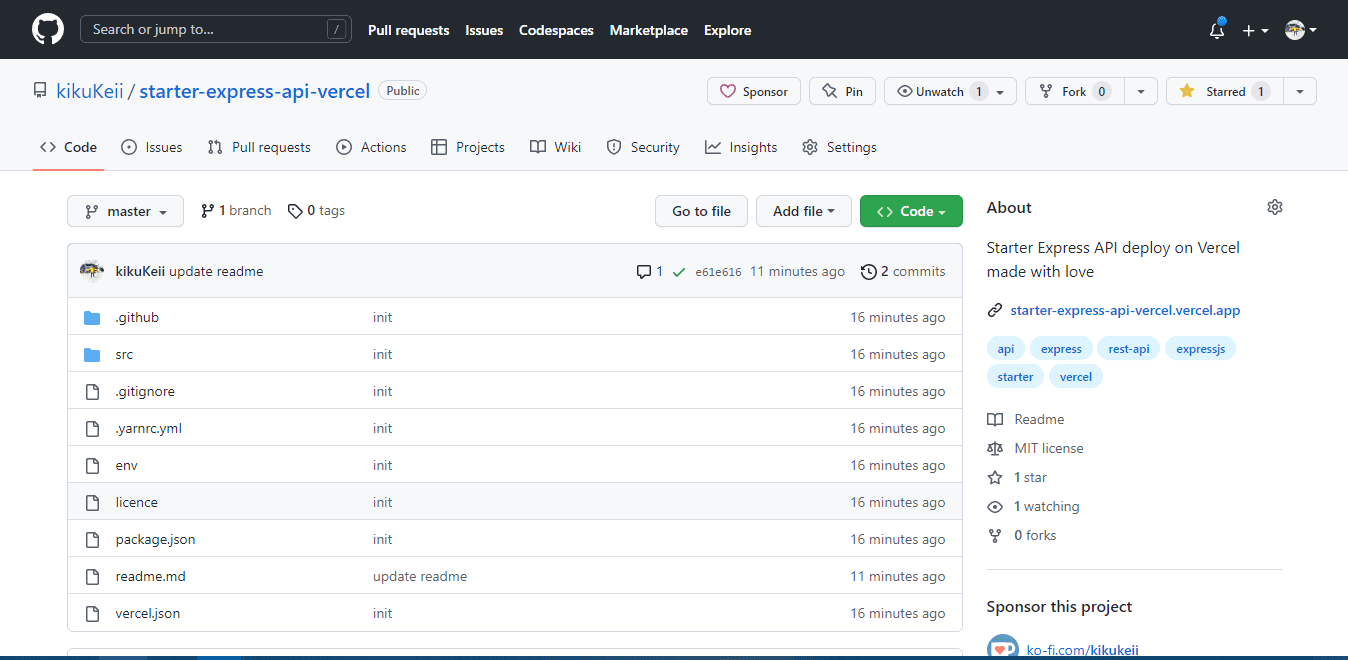 Search or jump to... / Pull requests Issues Codespaces Marketplace Explore
kikuKeii / starter-express-api-vercel Public Sponsor Pin Unwatch 1 Fork 0 Starred 1
Code Issues Pull requests Actions Projects Wiki Security Insights Settings
master 1 branch 0 tags Go to file Add file Code
kikuKeii update readme 1 e61e616 11 minutes ago 2 commits
.github init 16 minutes ago
src init 16 minutes ago
.gitignore init 16 minutes ago
.yarnrc.yml init 16 minutes ago
env init 16 minutes ago
licence init 16 minutes ago
package.json init 16 minutes ago
readme.md update readme 11 minutes ago
vercel.json init 16 minutes ago
About
Starter Express API deploy on Vercel
made with love
starter-express-api-vercel.vercel.app
api express rest-api expressjs
starter vercel
Readme
MIT license
1 star
1 watching
0 forks
Sponsor this project
ko-fi.com/kikukeii